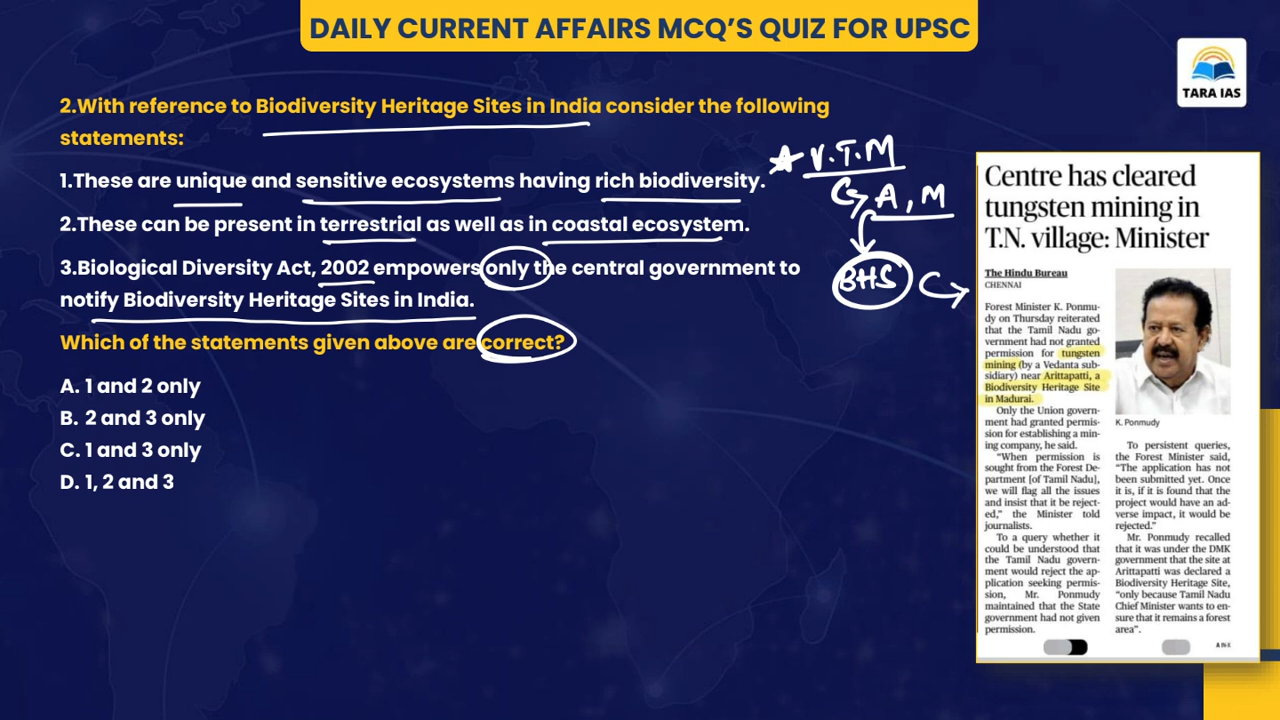 DAILY CURRENT AFFAIRS MCQ'S QUIZ FOR UPSC
TARA IAS
2.With reference to Biodiversity Heritage Sites in India consider the following
statements:
1.These are unique and sensitive ecosystems having rich biodiversity.
2.These can be present in terrestrial as well as in coastal ecosystem.
3.Biological Diversity Act, 2002 empowers only the central government to
notify Biodiversity Heritage Sites in India.
Which of the statements given above are correct?
A. 1 and 2 only
B. 2 and 3 only
C. 1 and 3 only
D. 1, 2 and 3
V.T.M
A, M
BHS
Centre has cleared
tungsten mining in
T.N. village: Minister
The Hindu Bureau
CHENNAI
Forest Minister K. Ponmu-
dy on Thursday reiterated
that the Tamil Nadu go-
vernment had not granted
permission for tungsten
mining (by a Vedanta sub-
sidiary) near Arittapatti, a
Biodiversity Heritage Site
in Madurai.
Only the Union govern-
ment had granted permis-
sion for establishing a min-
ing company, he said.
"When permission is
sought from the Forest De-
partment [of Tamil Nadu],
we will flag all the issues
and insist that it be reject-
ed," the Minister told
journalists.
To a query whether it
could be understood that
the Tamil Nadu govern-
ment would reject the ap-
plication seeking permis-
sion, Mr. Ponmudy
maintained that the State
government had not given
permission.
K. Ponmudy
To persistent queries,
the Forest Minister said,
"The application has not
been submitted yet. Once
it is, if it is found that the
project would have an ad-
verse impact, it would be
rejected."
Mr. Ponmudy recalled
that it was under the DMK
government that the site at
Arittapatti was declared a
Biodiversity Heritage Site,
"only because Tamil Nadu
Chief Minister wants to en-
sure that it remains a forest
area".